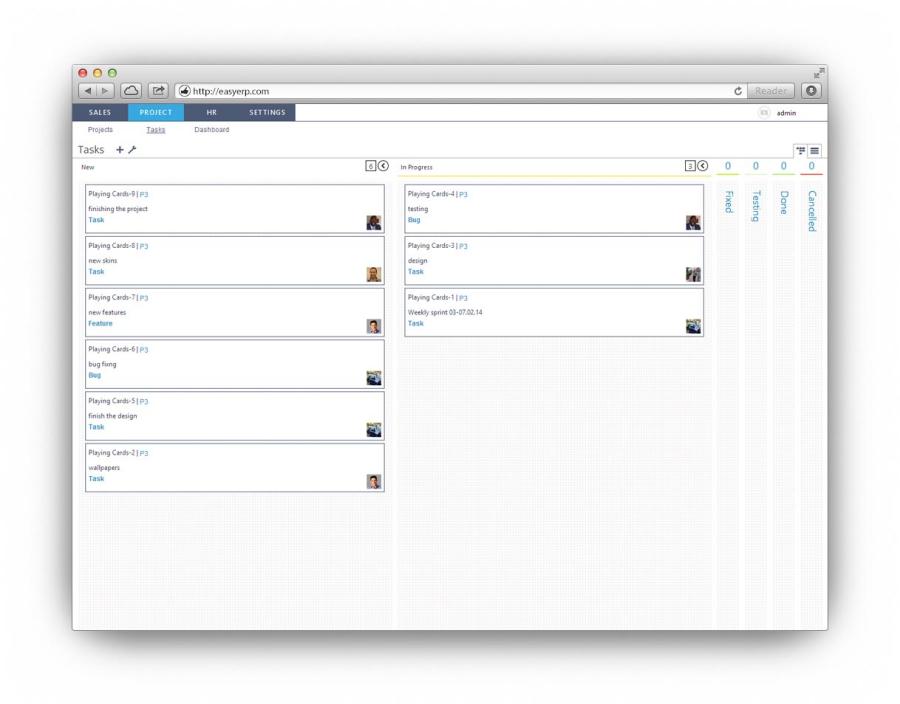 http://easyerp.com
Reader
SALES PROJECT HR SETTINGS
admin
Projects Tasks Dashboard
Tasks
New 6
In Progress 3
0 0 0 0
Fixed
Testing
Done
Cancelled
Playing Cards-9 | P3
finishing the project
Task
Playing Cards-8 | P3
new skins
Task
Playing Cards-7 | P3
new features
Feature
Playing Cards-6 | P3
bug fixing
Bug
Playing Cards-5 | P3
finish the design
Task
Playing Cards-2 | P3
wallpapers
Task
Playing Cards-4 | P3
testing
Bug
Playing Cards-3 | P3
design
Task
Playing Cards-1 | P3
Weekly sprint 03-07.02.14
Task